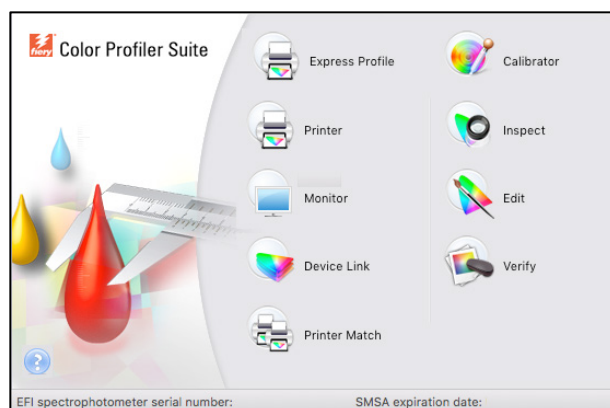 fiery Color Profiler Suite
Express Profile
Printer
Monitor
Device Link
Printer Match
Calibrator
Inspect
Edit
Verify
?
EFI spectrophotometer serial number:
SMSA expiration date: